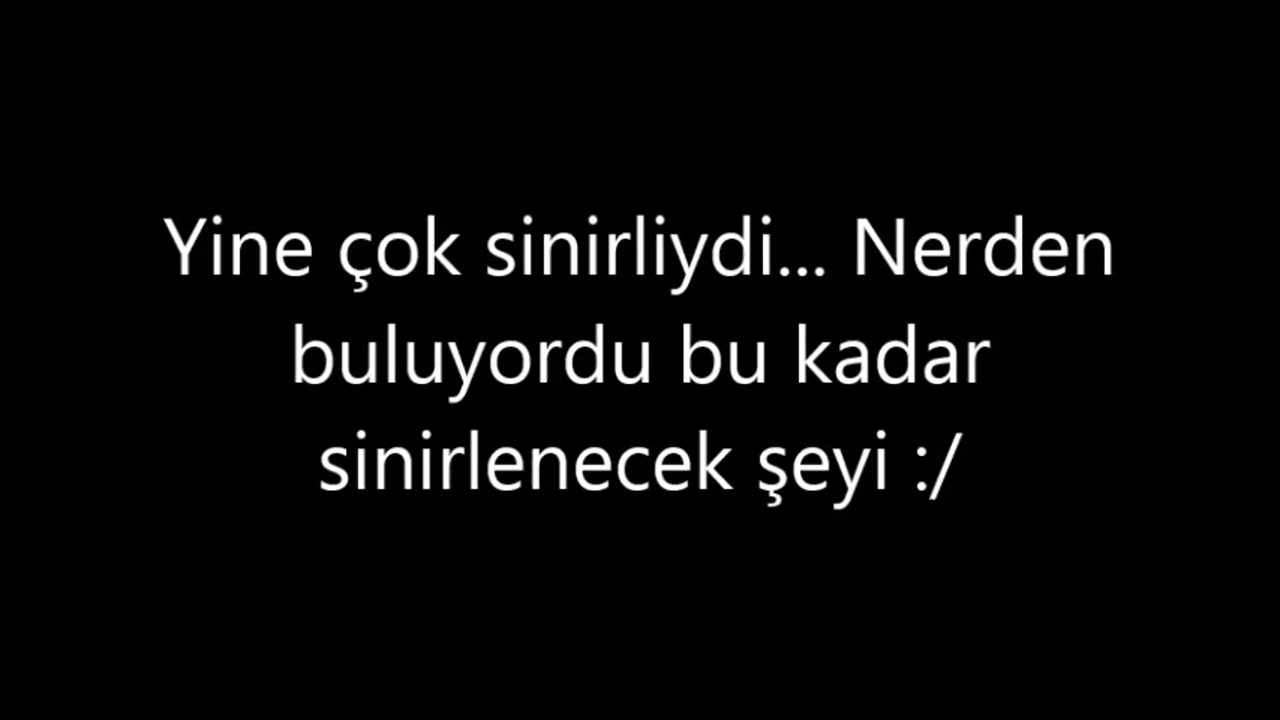 Yine çok sinirliydi... Nerden
buluyordu bu kadar
sinirlenecek şeyi :/